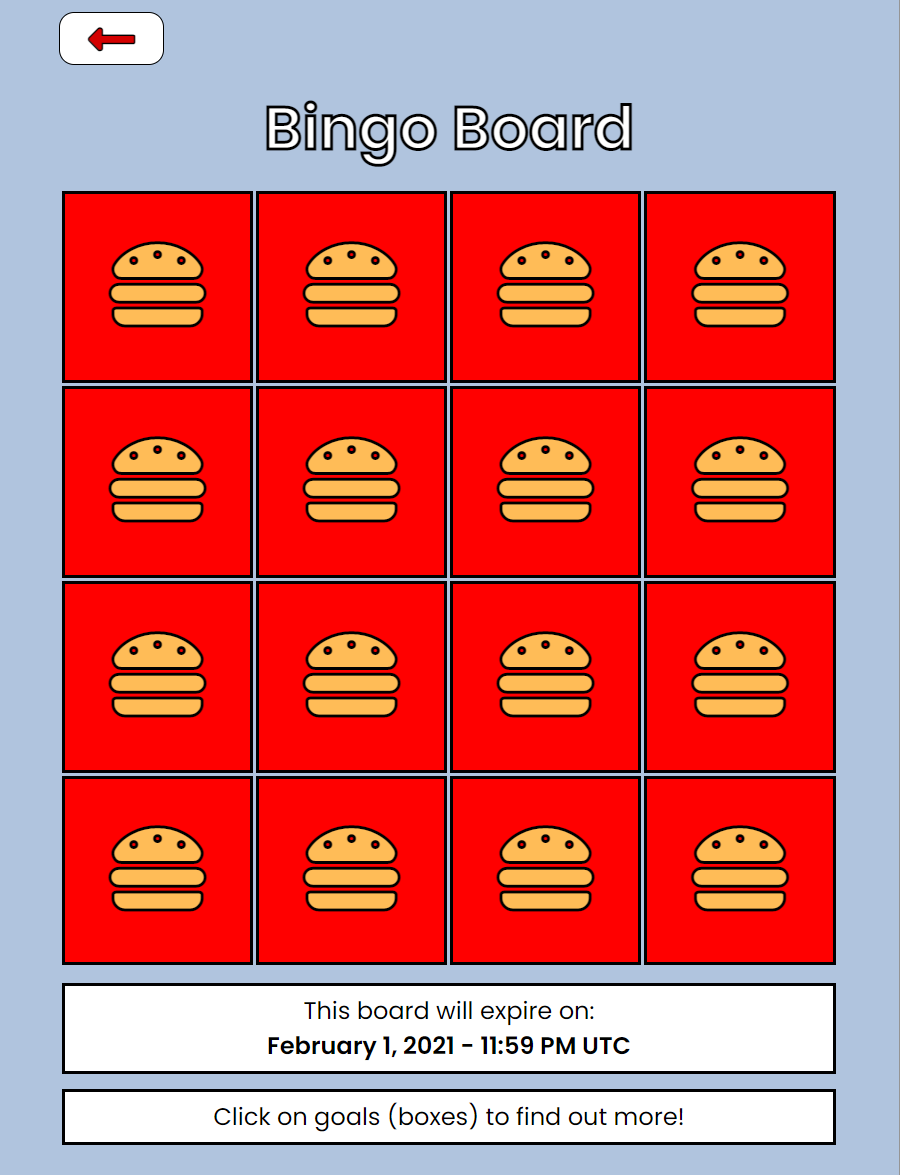 Bingo Board
This board will expire on:
February 1, 2021 - 11:59 PM UTC
Click on goals (boxes) to find out more!